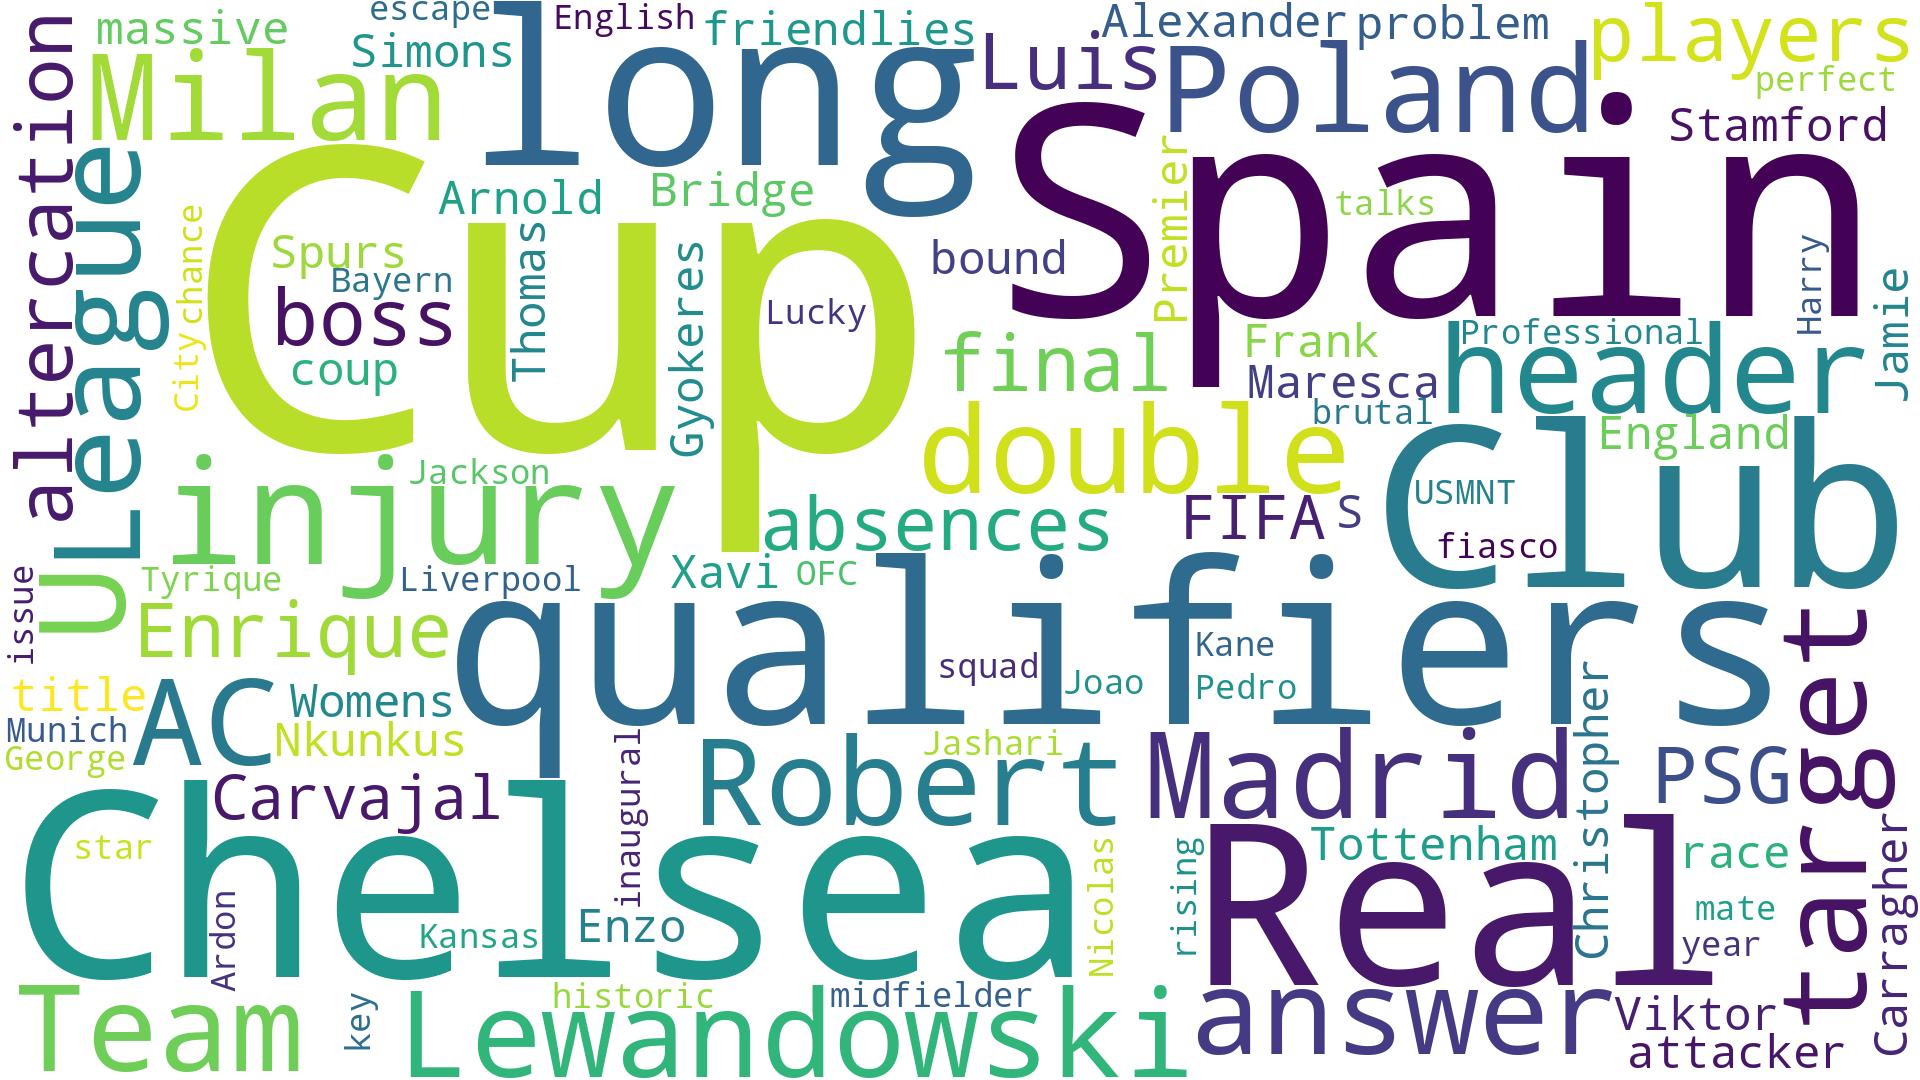 escape
English
massive
Simons
friendlies
Alexander
problem
players
Milan
long
Luis
Poland
perfect
Stamford
altercation
League
Cup
Spain
Arnold
Bridge
Premier
talks
chance
Spurs
Bayern
Thomas
Gyokeres
bound
Lucky
boss
Harry
Jamie
City
coup
final
Frank
Professional
Maresca
header
brutal
double
England
Club
injury
Jackson
absences
FIFA
S
USMNT
fiasco
issue
U
Tyrique
Liverpool
Xavi
OFC
Enrique
qualifiers
Kane
squad
Joao
Pedro
target
title
AC
Womens
Christopher
Munich
George
Nkunkus
inaugural
Robert
Jashari
Madrid
PSG
Carvajal
Chelsea
star
Real
Tottenham
race
Nicolas
rising
Carragher
Ardon
Kansas
Enzo
mate
year
Team
key
historic
midfielder
Lewandowski
answer
Viktor
attacker